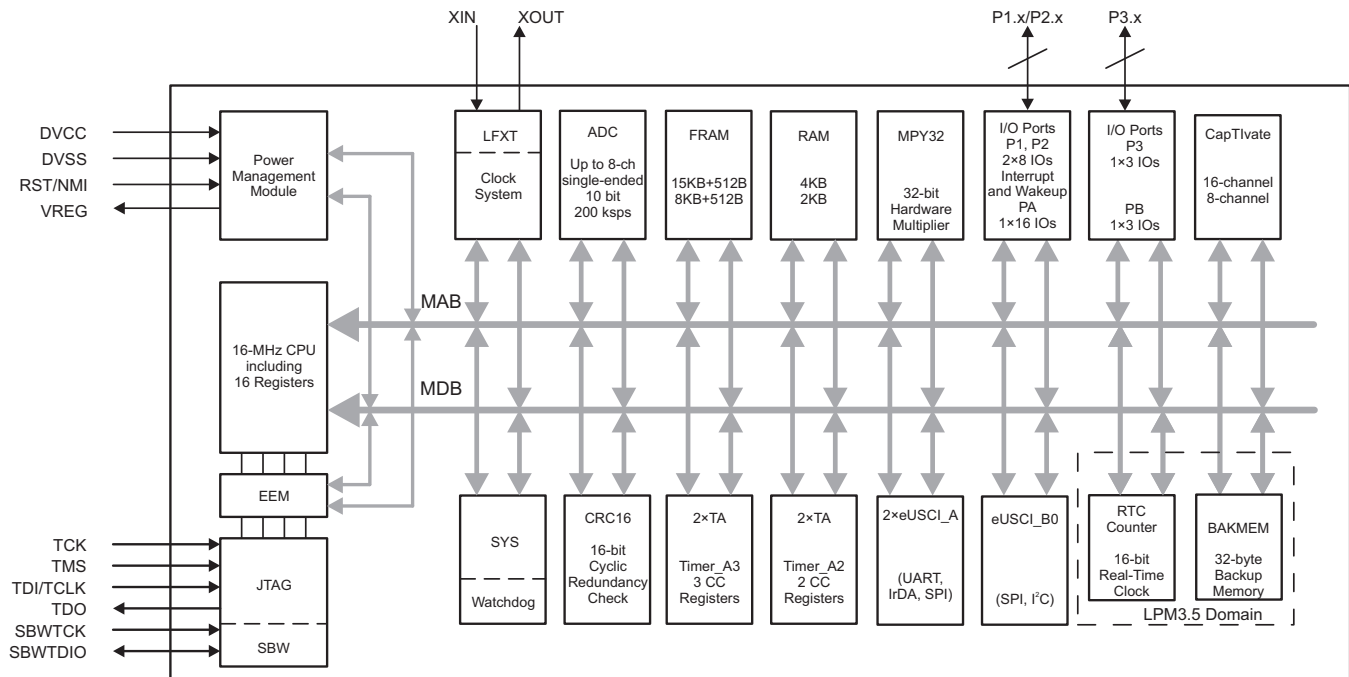 XIN
XOUT
P1.x/P2.x
P3.x
DVCC
DVSS
RST/NMI
VREG
Power
Management
Module
LFXT
Clock
System
ADC
Up to 8-ch
single-ended
10 bit
200 ksps
FRAM
15KB+512B
8KB+512B
RAM
4KB
2KB
MPY32
32-bit
Hardware
Multiplier
I/O Ports
P1, P2
2×8 IOs
Interrupt
and Wakeup
PA
1×16 IOs
I/O Ports
P3
1×3 IOs
PB
1×3 IOs
CapTIvate
16-channel
8-channel
MAB
16-MHz CPU
including
16 Registers
MDB
EEM
TCK
TMS
TDI/TCLK
TDO
SBWTCK
SBWTDIO
JTAG
SBW
SYS
Watchdog
CRC16
16-bit
Cyclic
Redundancy
Check
2×TA
Timer_A3
3 CC
Registers
2×TA
Timer_A2
2 CC
Registers
2×eUSCI_A
(UART,
IrDA, SPI)
eUSCI_B0
(SPI, I²C)
RTC
Counter
16-bit
Real-Time
Clock
BAKMEM
32-byte
Backup
Memory
LPM3.5 Domain